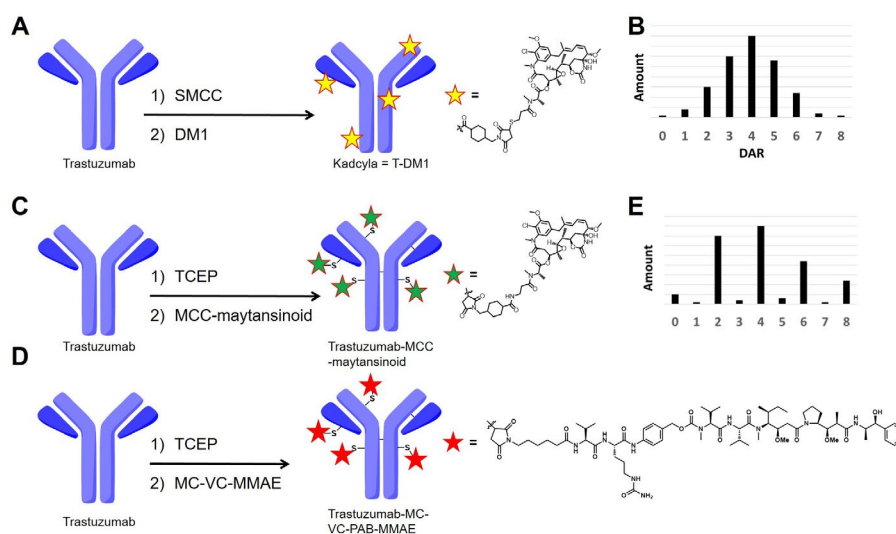 A
1) SMCC
2) DM1
Trastuzumab
Kadcyla = T-DM1
=
B
Amount
0 1 2 3 4 5 6 7 8
DAR
C
1) TCEP
2) MCC-maytansinoid
Trastuzumab
S
S
S
S
Trastuzumab-MCC
-maytansinoid
=
E
Amount
0 1 2 3 4 5 6 7 8
D
1) TCEP
2) MC-VC-MMAE
Trastuzumab
S
S
S
S
Trastuzumab-MC-
VC-PAB-MMAE
=